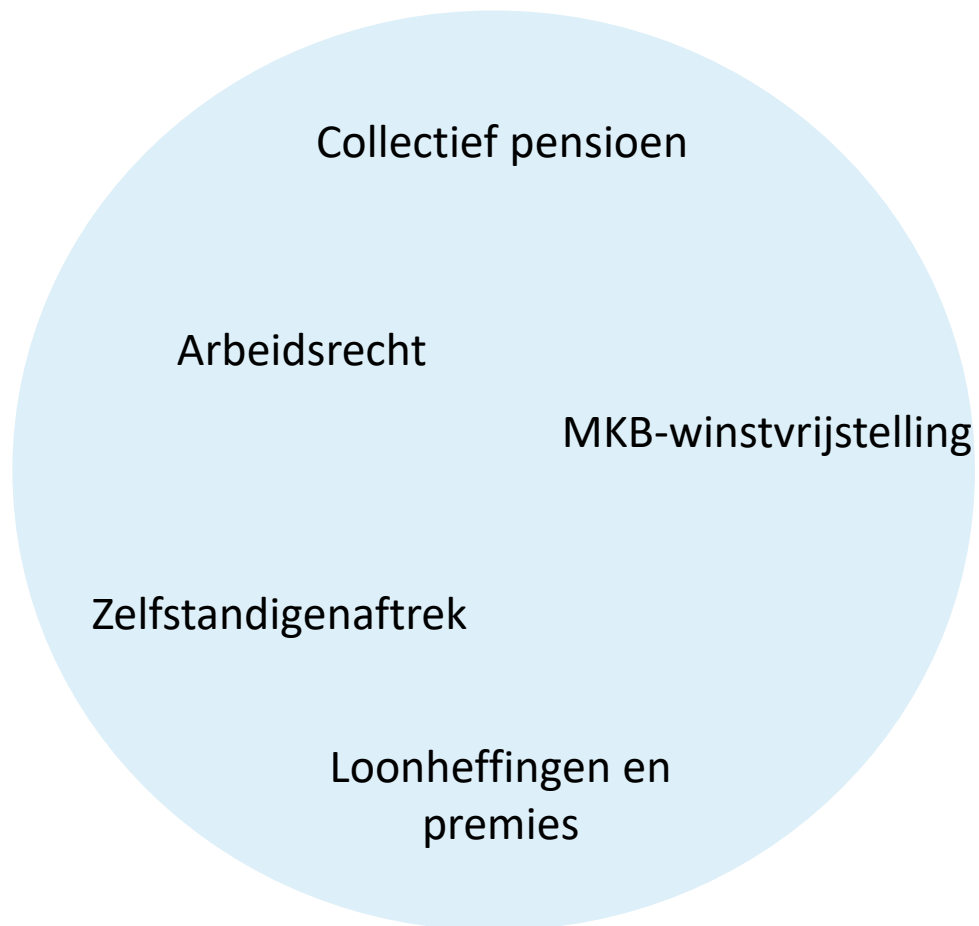 Collectief pensioen
Arbeidsrecht
MKB-winstvrijstelling
Zelfstandigenaftrek
Loonheffingen en
premies